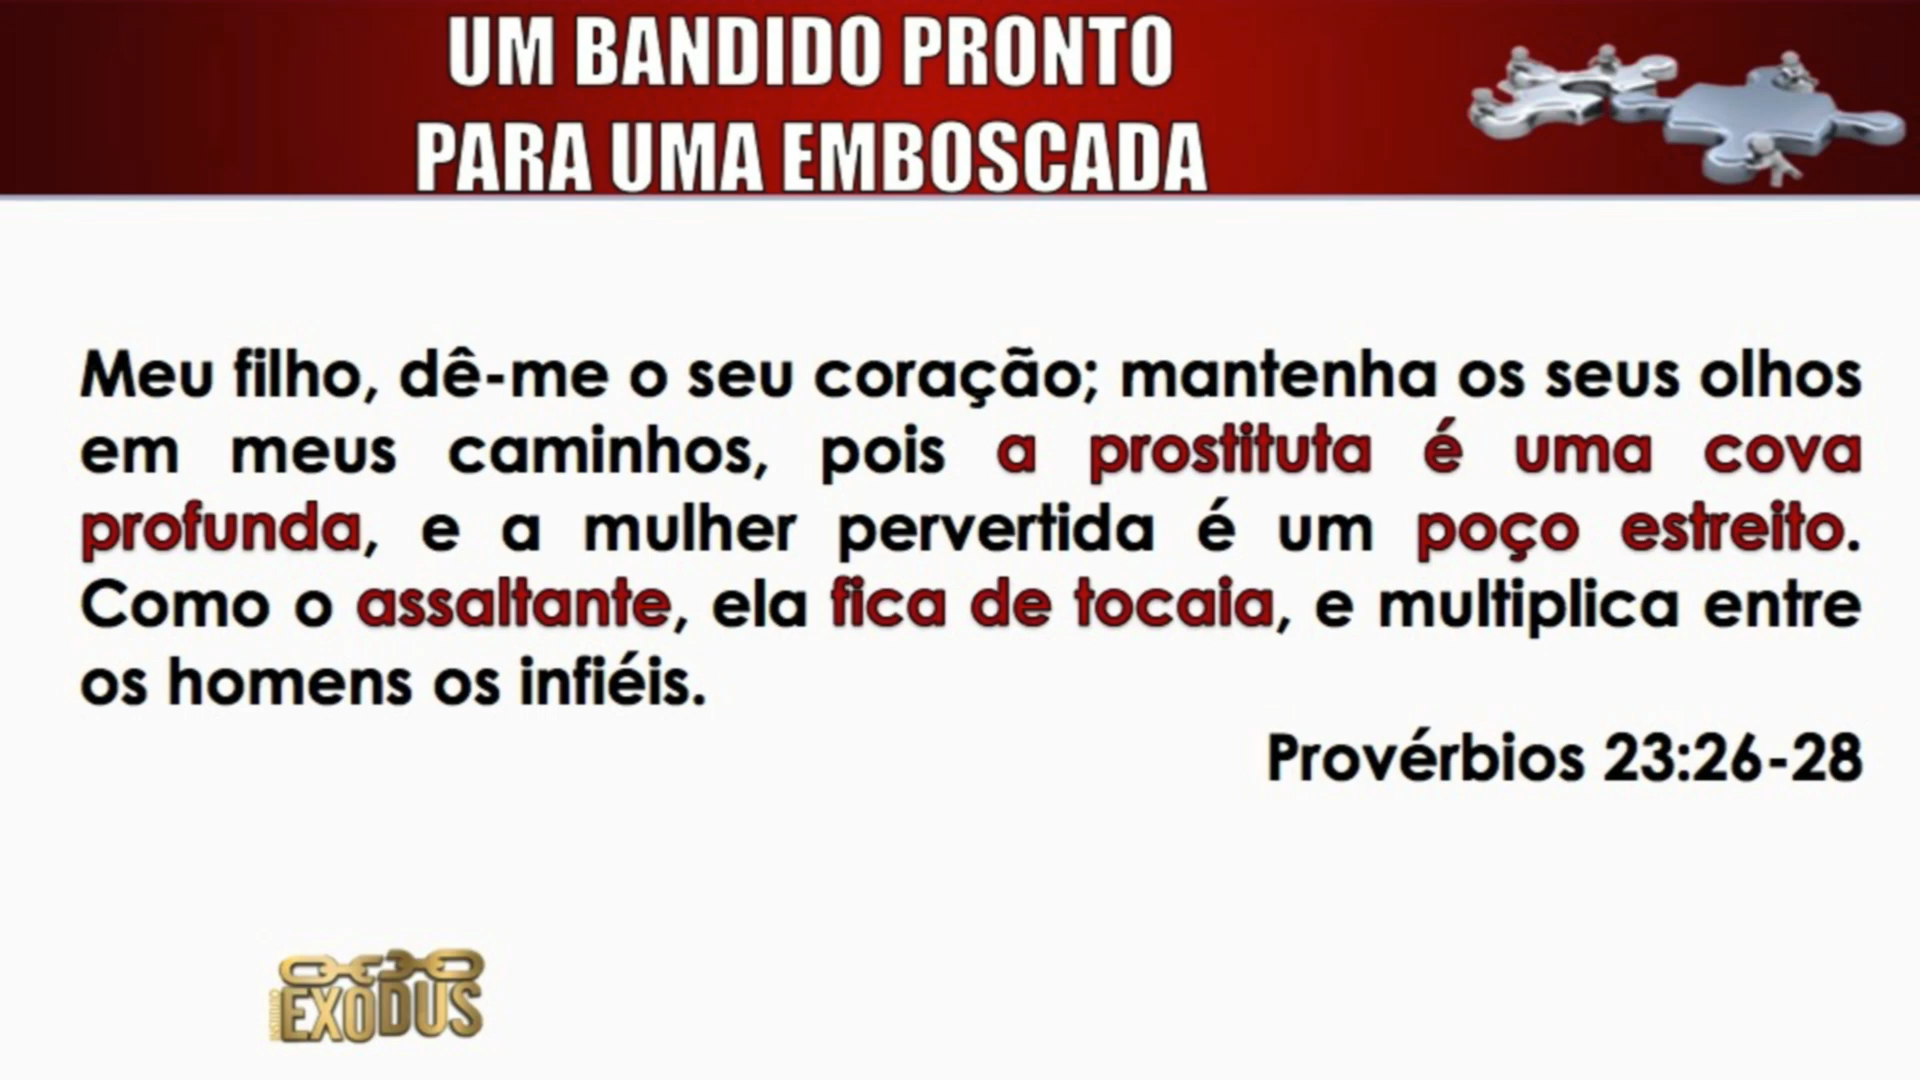 UM BANDIDO PRONTO
PARA UMA EMBOSCADA
Meu filho, dê-me o seu coração; mantenha os seus olhos
em meus caminhos, pois a prostituta é uma cova
profunda, e a mulher pervertida é um poço estreito.
Como o assaltante, ela fica de tocaia, e multiplica entre
os homens os infiéis.
Provérbios 23:26-28
EXODUS